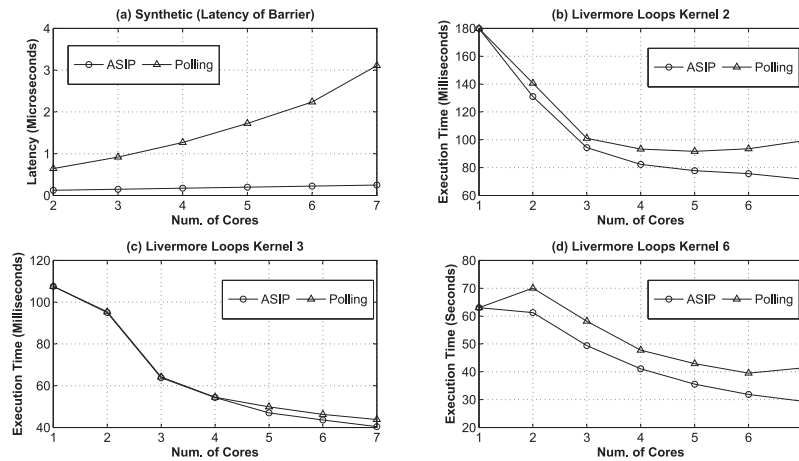 (a) Synthetic (Latency of Barrier)
4
3
2
1
0
Latency (Microseconds)
ASIP
Polling
2 3 4 5 6 7
Num. of Cores
(b) Livermore Loops Kernel 2
180
160
140
120
100
80
60
Execution Time (Milliseconds)
ASIP
Polling
1 2 3 4 5 6
Num. of Cores
(c) Livermore Loops Kernel 3
120
100
80
60
40
Execution Time (Milliseconds)
ASIP
Polling
1 2 3 4 5 6 7
Num. of Cores
(d) Livermore Loops Kernel 6
80
70
60
50
40
30
20
Execution Time (Seconds)
ASIP
Polling
1 2 3 4 5 6
Num. of Cores